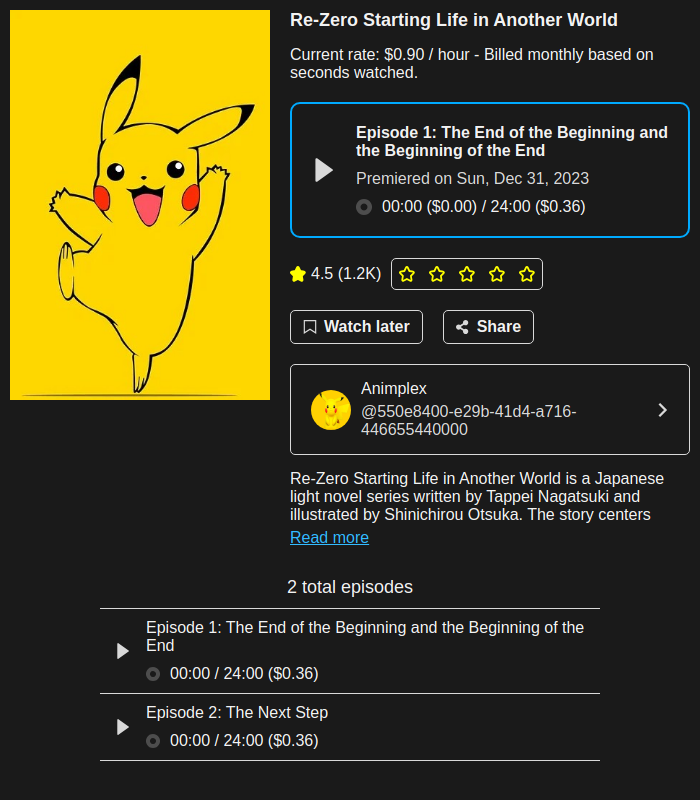 Re-Zero Starting Life in Another World
Current rate: $0.90 / hour - Billed monthly based on
seconds watched.
Episode 1: The End of the Beginning and
the Beginning of the End
Premiered on Sun, Dec 31, 2023
00:00 ($0.00) / 24:00 ($0.36)
4.5 (1.2K)
Watch later
Share
Animplex
@550e8400-e29b-41d4-a716-
446655440000
Re-Zero Starting Life in Another World is a Japanese
light novel series written by Tappei Nagatsuki and
illustrated by Shinichirou Otsuka. The story centers
Read more
2 total episodes
Episode 1: The End of the Beginning and the Beginning of the
End
00:00 / 24:00 ($0.36)
Episode 2: The Next Step
00:00 / 24:00 ($0.36)